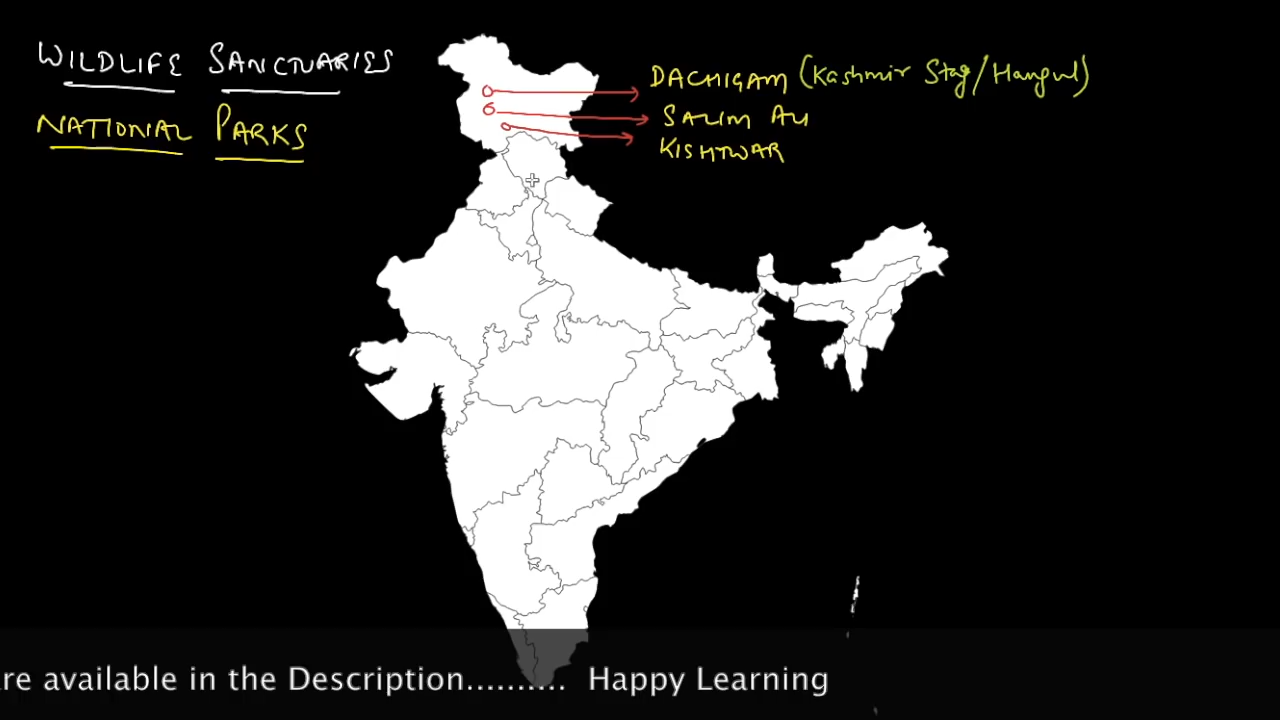 WILDLIFE SANCTUARIES
NATIONAL PARKS
DACHIGAM (Kashmir Stag/Hangul)
SALIM ALI
KISHTWAR
re available in the Description.......... Happy Learning